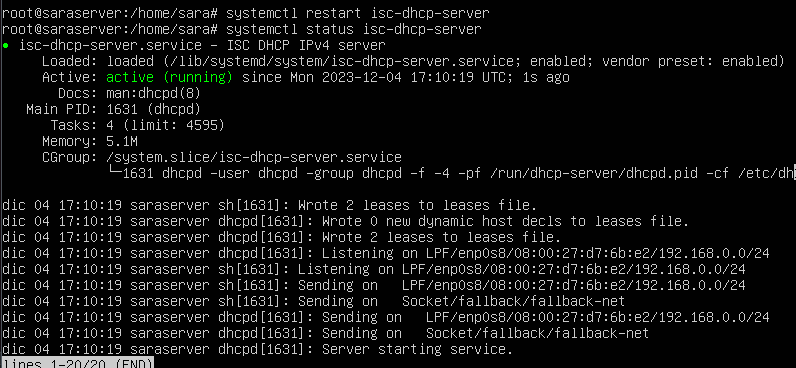 root@saraserver:/home/sara# systemctl restart isc-dhcp-server
root@saraserver:/home/sara# systemctl status isc-dhcp-server
● isc-dhcp-server.service - ISC DHCP IPv4 server
Loaded: loaded (/lib/systemd/system/isc-dhcp-server.service; enabled; vendor preset: enabled)
Active: active (running) since Mon 2023-12-04 17:10:19 UTC; 1s ago
Docs: man:dhcpd(8)
Main PID: 1631 (dhcpd)
Tasks: 4 (limit: 4595)
Memory: 5.1M
CGroup: /system.slice/isc-dhcp-server.service
└─1631 dhcpd -user dhcpd -group dhcpd -f -4 -pf /run/dhcp-server/dhcpd.pid -cf /etc/dh
dic 04 17:10:19 saraserver sh[1631]: Wrote 2 leases to leases file.
dic 04 17:10:19 saraserver dhcpd[1631]: Wrote 0 new dynamic host decls to leases file.
dic 04 17:10:19 saraserver dhcpd[1631]: Wrote 2 leases to leases file.
dic 04 17:10:19 saraserver dhcpd[1631]: Listening on LPF/enp0s8/08:00:27:d7:6b:e2/192.168.0.0/24
dic 04 17:10:19 saraserver sh[1631]: Listening on LPF/enp0s8/08:00:27:d7:6b:e2/192.168.0.0/24
dic 04 17:10:19 saraserver sh[1631]: Sending on   LPF/enp0s8/08:00:27:d7:6b:e2/192.168.0.0/24
dic 04 17:10:19 saraserver sh[1631]: Sending on   Socket/fallback/fallback-net
dic 04 17:10:19 saraserver dhcpd[1631]: Sending on   LPF/enp0s8/08:00:27:d7:6b:e2/192.168.0.0/24
dic 04 17:10:19 saraserver dhcpd[1631]: Sending on   Socket/fallback/fallback-net
dic 04 17:10:19 saraserver dhcpd[1631]: Server starting service.
lines 1-20/20 (END)